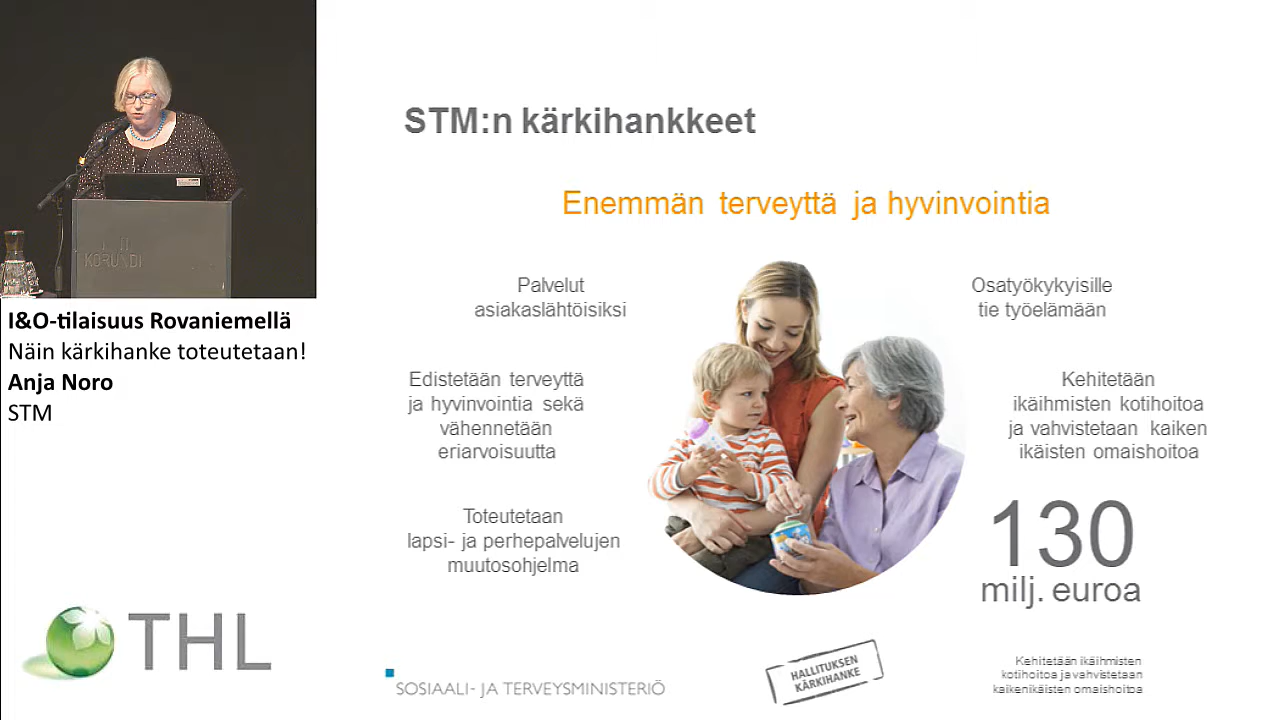 KORUNDI
I&O-tilaisuus Rovaniemellä
Näin kärkihanke toteutetaan!
Anja Noro
STM
THL
STM:n kärkihankkeet
Enemmän terveyttä ja hyvinvointia
Palvelut
asiakaslähtöisiksi
Edistetään terveyttä
ja hyvinvointia sekä
vähennetään
eriarvoisuutta
Toteutetaan
lapsi- ja perhepalvelujen
muutosohjelma
Osatyökykyisille
tie työelämään
Kehitetään
ikäihmisten kotihoitoa
ja vahvistetaan kaiken
ikäisten omaishoitoa
130
milj. euroa
SOSIAALI- JA TERVEYSMINISTERIÖ
HALLITUKSEN
KÄRKIHANKE
Kehitetään ikäihmisten
kotihoitoa ja vahvistetaan
kaikenikäisten omaishoitoa